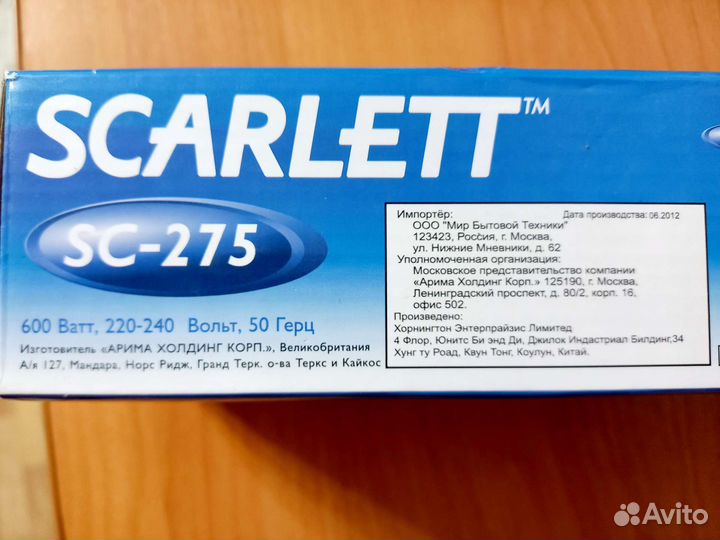 SCARLETT™
SC-275
600 Ватт, 220-240 Вольт, 50 Герц
Изготовитель «АРИМА ХОЛДИНГ КОРП.», Великобритания
А/я 127, Мандара, Норс Ридж, Гранд Терк. о-ва Теркс и Кайкос
Импортёр: Дата производства: 06.2012
ООО "Мир Бытовой Техники"
123423, Россия, г. Москва,
ул. Нижние Мневники, д. 62
Уполномоченная организация:
Московское представительство компании
«Арима Холдинг Корп.» 125190, г. Москва,
Ленинградский проспект, д. 80/2, корп. 16,
офис 502.
Произведено:
Хорнингтон Энтерпрайзис Лимитед
4 Флор, Юнитс Би энд Ди, Джилок Индастриал Билдинг,34
Хунг ту Роад, Квун Тонг, Коулун, Китай.
Avito